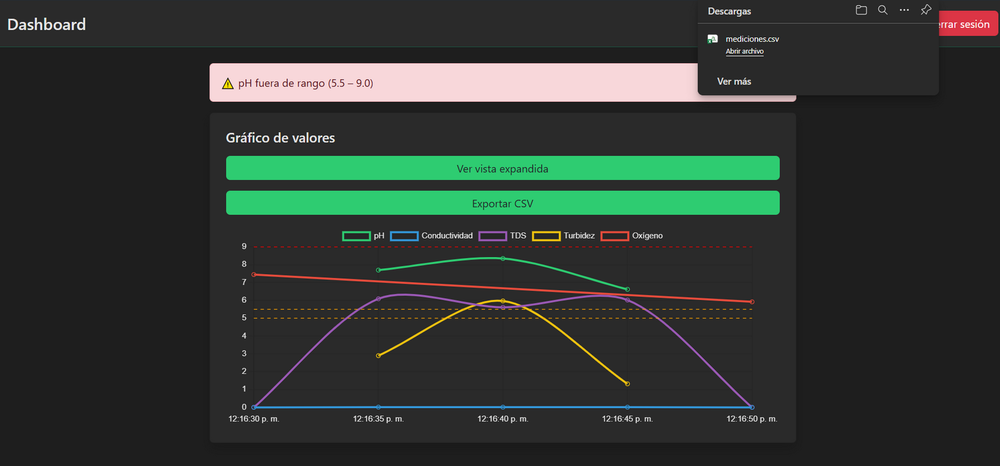 Dashboard
Descargas
errar sesión
mediciones.csv
Abrir archivo
Ver más
pH fuera de rango (5.5 – 9.0)
Gráfico de valores
Ver vista expandida
Exportar CSV
pH Conductividad TDS Turbidez Oxígeno
9
8
7
6
5
4
3
2
1
0
12:16:30 p. m. 12:16:35 p. m. 12:16:40 p. m. 12:16:45 p. m. 12:16:50 p. m.